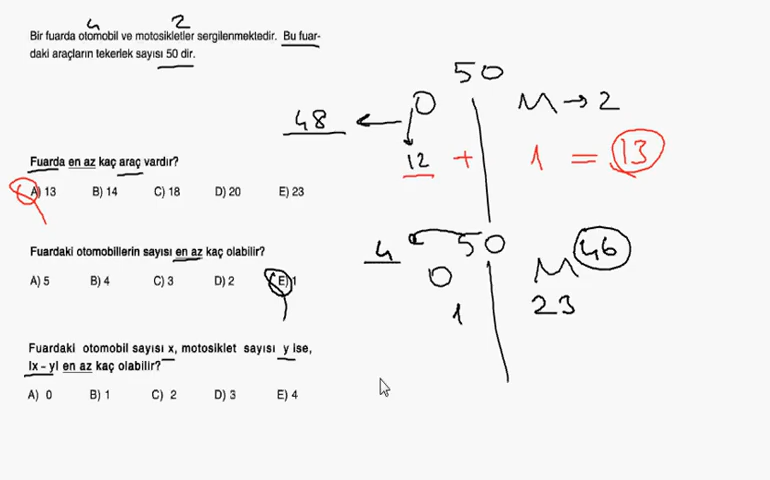 4 2
Bir fuarda otomobil ve motosikletler sergilenmektedir. Bu fuar-
daki araçların tekerlek sayısı 50 dir.
50
48 O M → 2
12 + 1 = 13
Fuarda en az kaç araç vardır?
A) 13 B) 14 C) 18 D) 20 E) 23
4 50 46
O M
1 23
Fuardaki otomobillerin sayısı en az kaç olabilir?
A) 5 B) 4 C) 3 D) 2 E) 1
Fuardaki otomobil sayısı x, motosiklet sayısı y ise,
lx – yl en az kaç olabilir?
A) 0 B) 1 C) 2 D) 3 E) 4